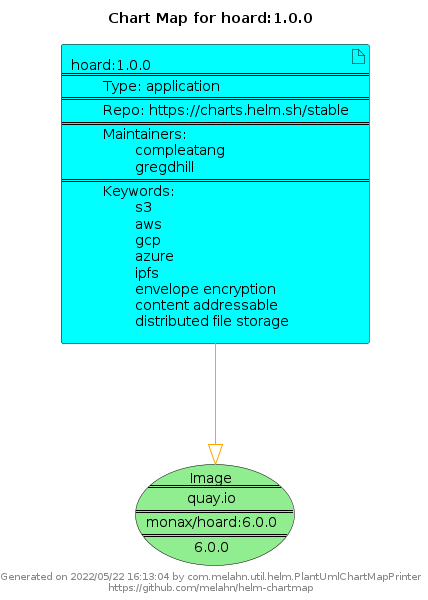 Chart Map for hoard:1.0.0
hoard:1.0.0
Type: application
Repo: https://charts.helm.sh/stable
Maintainers:
compleatang
gregdhill
Keywords:
s3
aws
gcp
azure
ipfs
envelope encryption
content addressable
distributed file storage
Image
quay.io
monax/hoard:6.0.0
6.0.0
Generated on 2022/05/22 16:13:04 by com.melahn.util.helm.PlantUmlChartMapPrinter
https://github.com/melahn/helm-chartmap